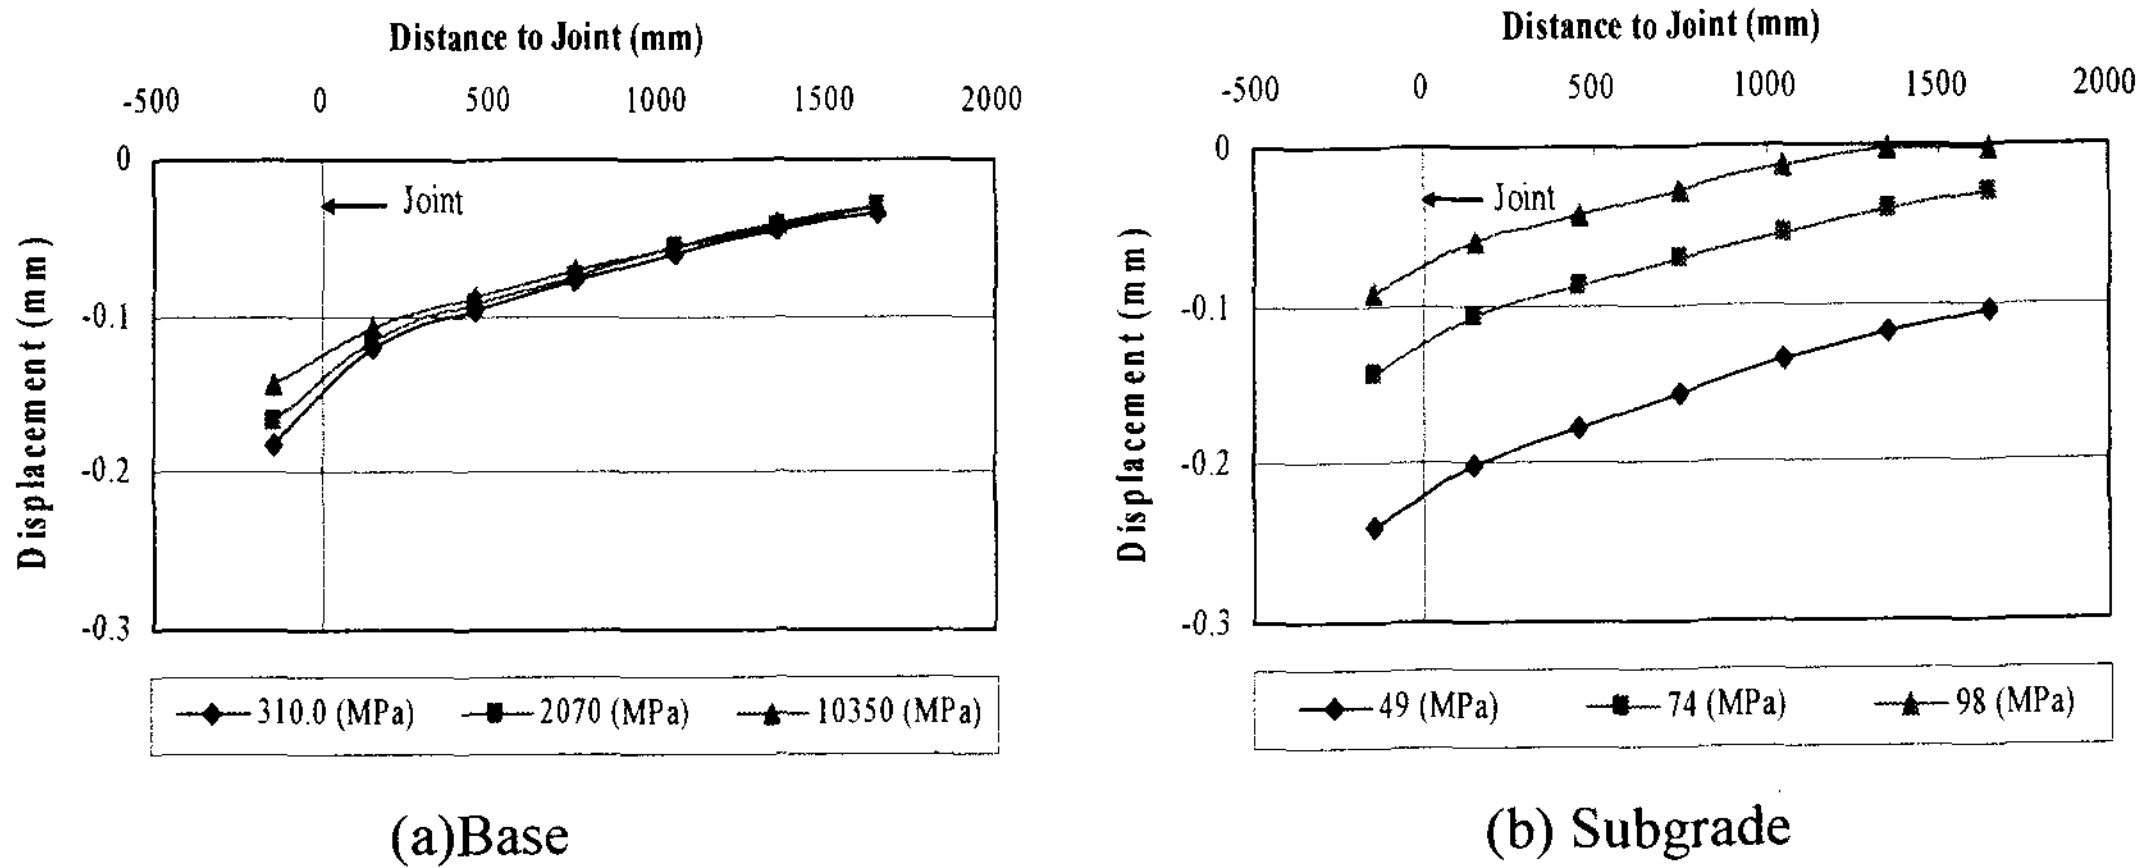 Distance to Joint (mm)
-500 0 500 1000 1500 2000
0
Joint
-0.1
-0.2
-0.3
Displacement (mm)
310.0 (MPa) 2070 (MPa) 10350 (MPa)
(a)Base
Distance to Joint (mm)
-500 0 500 1000 1500 2000
0
Joint
-0.1
-0.2
-0.3
Displacement (mm)
49 (MPa) 74 (MPa) 98 (MPa)
(b) Subgrade